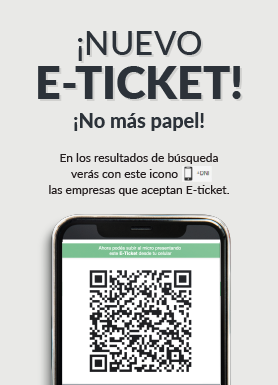 ¡NUEVO
E-TICKET!
¡No más papel!
En los resultados de búsqueda
verás con este icono +DNI
las empresas que aceptan E-ticket.
Ahora podés subir al micro presentando
este E-Ticket desde tu celular